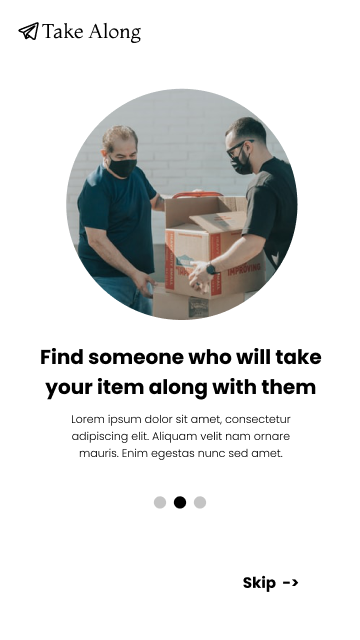 Take Along
IMPROVING
Find someone who will take
your item along with them
Lorem ipsum dolor sit amet, consectetur
adipiscing elit. Aliquam velit nam ornare
mauris. Enim egestas nunc sed amet.
Skip ->